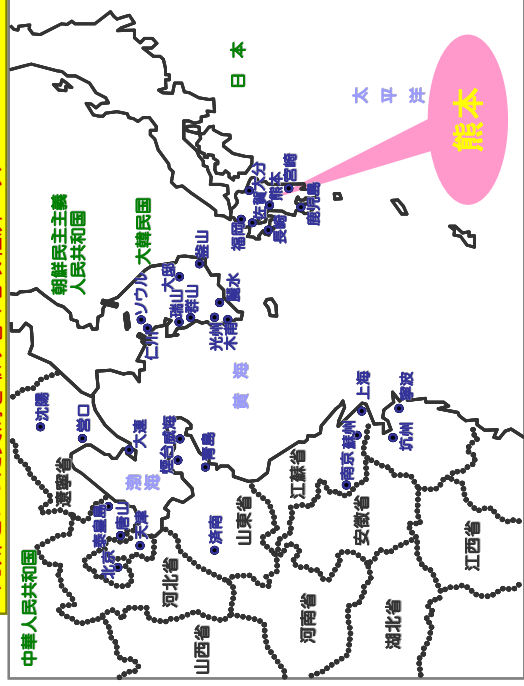 中華人民共和国
朝鮮民主主義
人民共和国
大韓民国
日本
太平洋
熊本
黄海
渤海
遼寧省
河北省
山西省
山東省
河南省
江蘇省
安徽省
湖北省
江西省
沈陽
営口
大連
秦皇島
唐山
北京
天津
煙台
威海
青島
済南
南京
蘇州
上海
寧波
杭州
ソウル
仁川
瑞山
群山
大邱
釜山
光州
木甫
麗水
福岡
佐賀
大分
長崎
熊本
宮崎
鹿児島